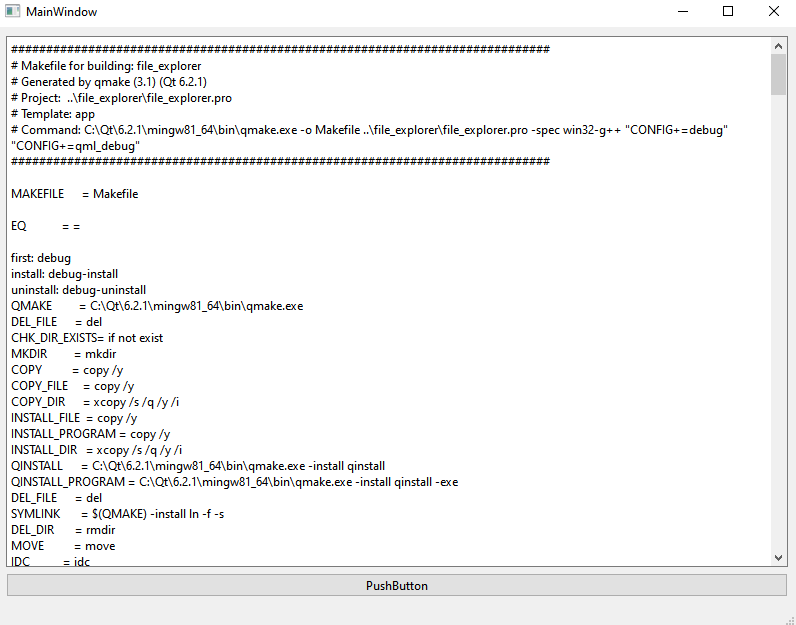 MainWindow
#############################################################################
# Makefile for building: file_explorer
# Generated by qmake (3.1) (Qt 6.2.1)
# Project:  ..\file_explorer\file_explorer.pro
# Template: app
# Command: C:\Qt\6.2.1\mingw81_64\bin\qmake.exe -o Makefile ..\file_explorer\file_explorer.pro -spec win32-g++ "CONFIG+=debug"
"CONFIG+=qml_debug"
#############################################################################
MAKEFILE      = Makefile
EQ            = =
first: debug
install: debug-install
uninstall: debug-uninstall
QMAKE         = C:\Qt\6.2.1\mingw81_64\bin\qmake.exe
DEL_FILE      = del
CHK_DIR_EXISTS= if not exist
MKDIR         = mkdir
COPY          = copy /y
COPY_FILE     = copy /y
COPY_DIR      = xcopy /s /q /y /i
INSTALL_FILE  = copy /y
INSTALL_PROGRAM = copy /y
INSTALL_DIR   = xcopy /s /q /y /i
QINSTALL      = C:\Qt\6.2.1\mingw81_64\bin\qmake.exe -install qinstall
QINSTALL_PROGRAM = C:\Qt\6.2.1\mingw81_64\bin\qmake.exe -install qinstall -exe
DEL_FILE      = del
SYMLINK       = $(QMAKE) -install ln -f -s
DEL_DIR       = rmdir
MOVE          = move
IDC           = idc
PushButton